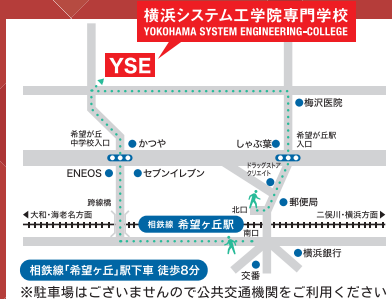 横浜システム工学院専門学校
YOKOHAMA SYSTEM ENGINEERING-COLLEGE
YSE
梅沢医院
希望が丘
中学校入口
かつや
しゃぶ葉
希望が丘駅
入口
ENEOS
セブンイレブン
ドラッグストア
クリエイト
跨線橋
北口
郵便局
大和・海老名方面
相鉄線 希望ヶ丘駅
南口
二俣川・横浜方面
横浜銀行
交番
相鉄線「希望ヶ丘」駅下車 徒歩8分
※駐車場はございませんので公共交通機関をご利用ください